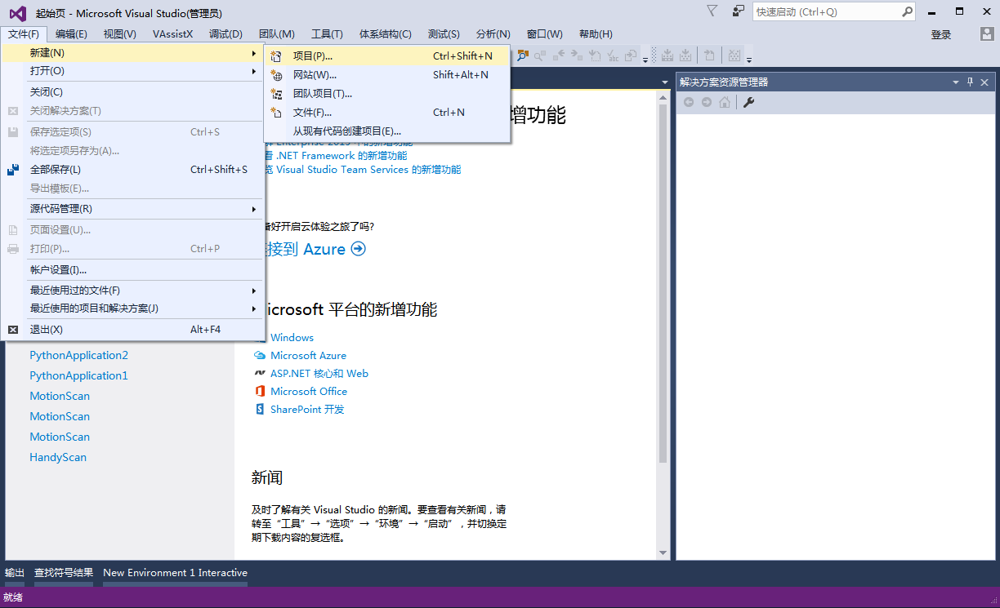 起始页 - Microsoft Visual Studio(管理员)
快速启动 (Ctrl+Q)
文件(F) 编辑(E) 视图(V) VAssistX 调试(D) 团队(M) 工具(T) 体系结构(C) 测试(S) 分析(N) 窗口(W) 帮助(H) 登录
新建(N)
打开(O)
关闭(C)
关闭解决方案(T)
保存选定项(S) Ctrl+S
将选定项另存为(A)...
全部保存(L) Ctrl+Shift+S
导出模板(E)...
源代码管理(R)
页面设置(U)...
打印(P)... Ctrl+P
帐户设置(I)...
最近使用过的文件(F)
最近使用的项目和解决方案(J)
退出(X) Alt+F4
项目(P)... Ctrl+Shift+N
网站(W)... Shift+Alt+N
团队项目(T)...
文件(F)... Ctrl+N
从现有代码创建项目(E)...
PythonApplication2
PythonApplication1
MotionScan
MotionScan
MotionScan
HandyScan
增功能
.NET Framework 的新增功能
Visual Studio Team Services 的新增功能
备好开启云体验之旅了吗?
接到 Azure
icrosoft 平台的新增功能
Windows
Microsoft Azure
ASP.NET 核心和 Web
Microsoft Office
SharePoint 开发
新闻
及时了解有关 Visual Studio 的新闻。要查看有关新闻，请
转至“工具”→“选项”→“环境”→“启动”，并切换定
期下载内容的复选框。
解决方案资源管理器
输出 查找符号结果 New Environment 1 Interactive
就绪